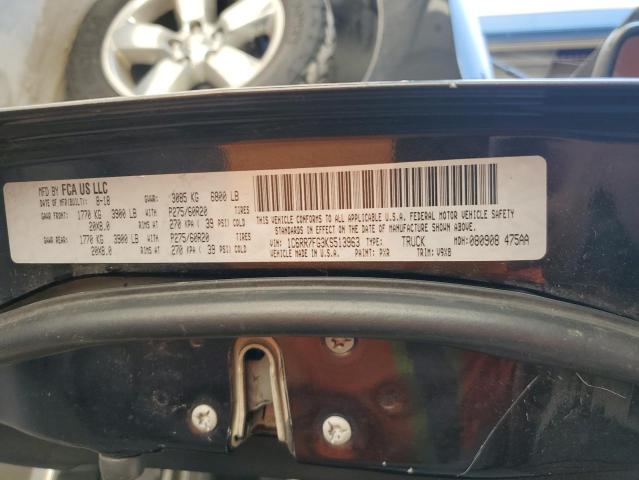 MFD BY FCA US LLC
DATE OF MFR(BUILT): 8-18 GVWR: 3085 KG 6800 LB
GAWR FRONT: 1770 KG 3900 LB WITH P275/60R20 TIRES
20X8.0 RIMS AT 270 KPA ( 39 PSI) COLD
GAWR REAR: 1770 KG 3900 LB WITH P275/60R20 TIRES
20X8.0 RIMS AT 270 KPA ( 39 PSI) COLD
THIS VEHICLE CONFORMS TO ALL APPLICABLE U.S.A. FEDERAL MOTOR VEHICLE SAFETY
STANDARDS IN EFFECT ON THE DATE OF MANUFACTURE SHOWN ABOVE.
VIN: 1C6RR7FG3KS513963 TYPE: TRUCK MDH: 080908 475AA
VEHICLE MADE IN U.S.A. PAINT: PXR TRIM: V9X8